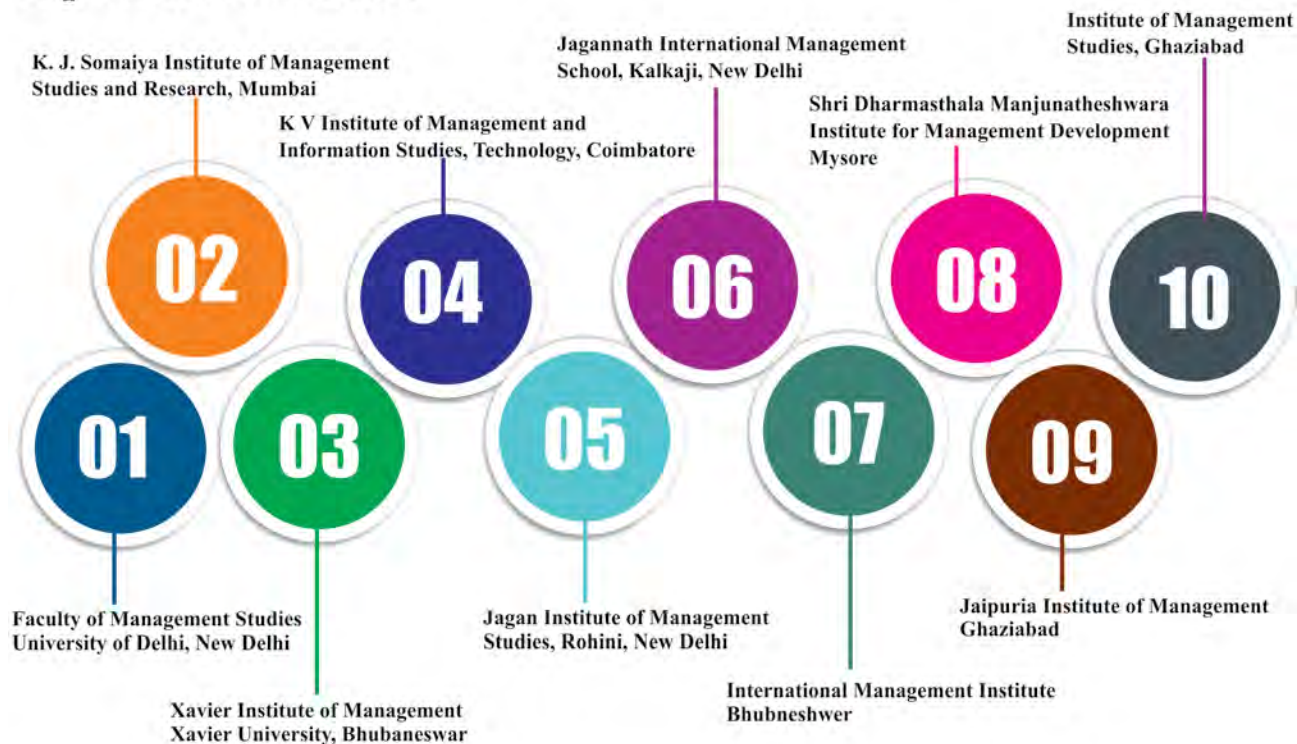 K. J. Somaiya Institute of Management
Studies and Research, Mumbai
K V Institute of Management and
Information Studies, Technology, Coimbatore
Jagannath International Management
School, Kalkaji, New Delhi
Shri Dharmasthala Manjunatheshwara
Institute for Management Development
Mysore
Institute of Management
Studies, Ghaziabad
02
04
06
08
10
01
03
05
07
09
Faculty of Management Studies
University of Delhi, New Delhi
Xavier Institute of Management
Xavier University, Bhubaneswar
Jagan Institute of Management
Studies, Rohini, New Delhi
International Management Institute
Bhubneshwer
Jaipuria Institute of Management
Ghaziabad